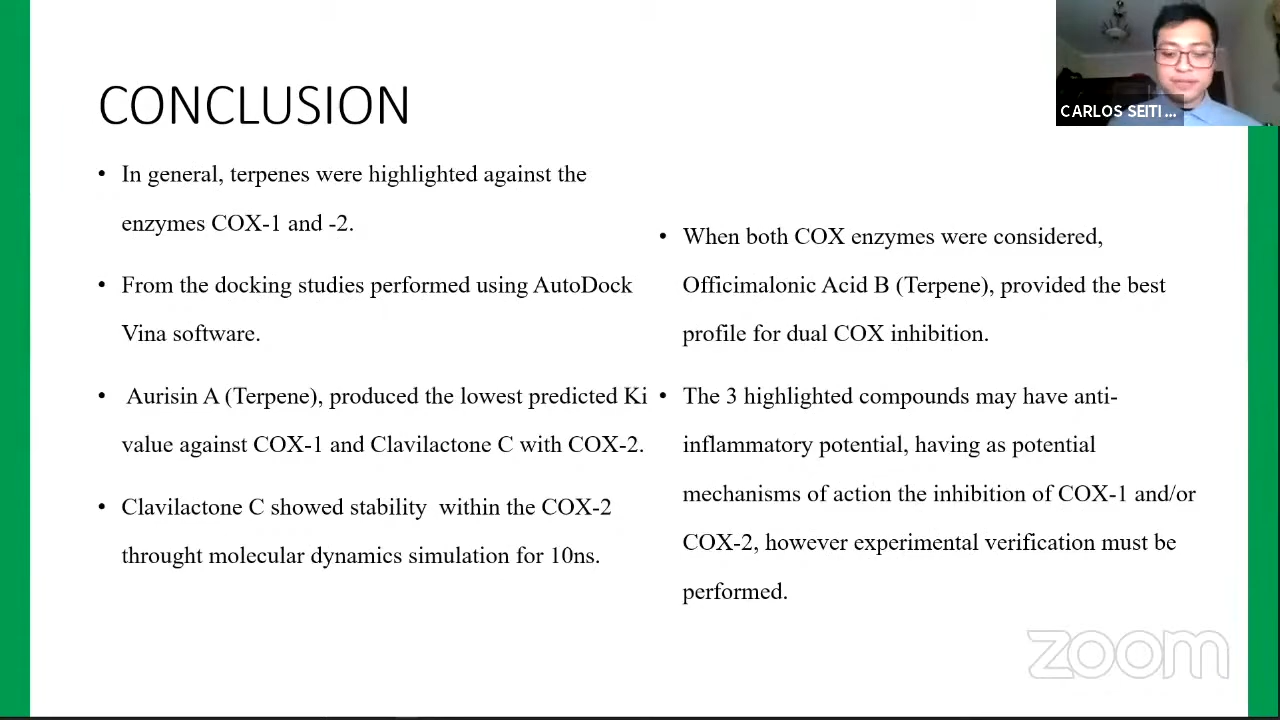 CONCLUSION
• In general, terpenes were highlighted against the
enzymes COX-1 and -2.
• From the docking studies performed using AutoDock
Vina software.
• Aurisin A (Terpene), produced the lowest predicted Ki
value against COX-1 and Clavilactone C with COX-2.
• Clavilactone C showed stability within the COX-2
throught molecular dynamics simulation for 10ns.
• When both COX enzymes were considered,
Officimalonic Acid B (Terpene), provided the best
profile for dual COX inhibition.
• The 3 highlighted compounds may have anti-
inflammatory potential, having as potential
mechanisms of action the inhibition of COX-1 and/or
COX-2, however experimental verification must be
performed.
CARLOS SEITI ...
zoom